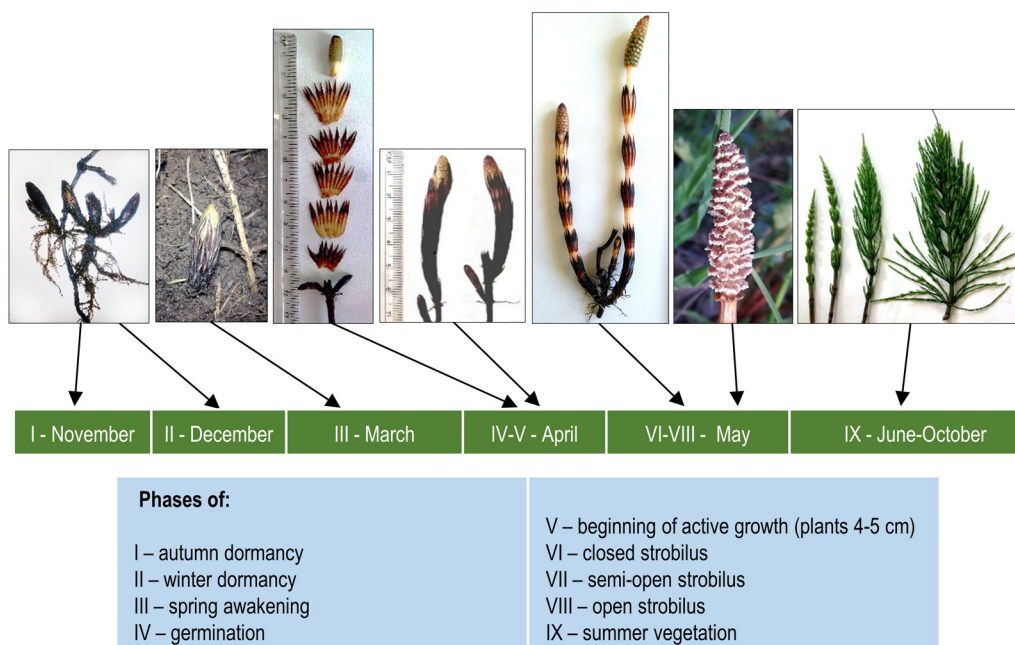 I - November
II - December
III - March
IV-V - April
VI-VIII - May
IX - June-October
Phases of:
I – autumn dormancy
II – winter dormancy
III – spring awakening
IV – germination
V – beginning of active growth (plants 4-5 cm)
VI – closed strobilus
VII – semi-open strobilus
VIII – open strobilus
IX – summer vegetation